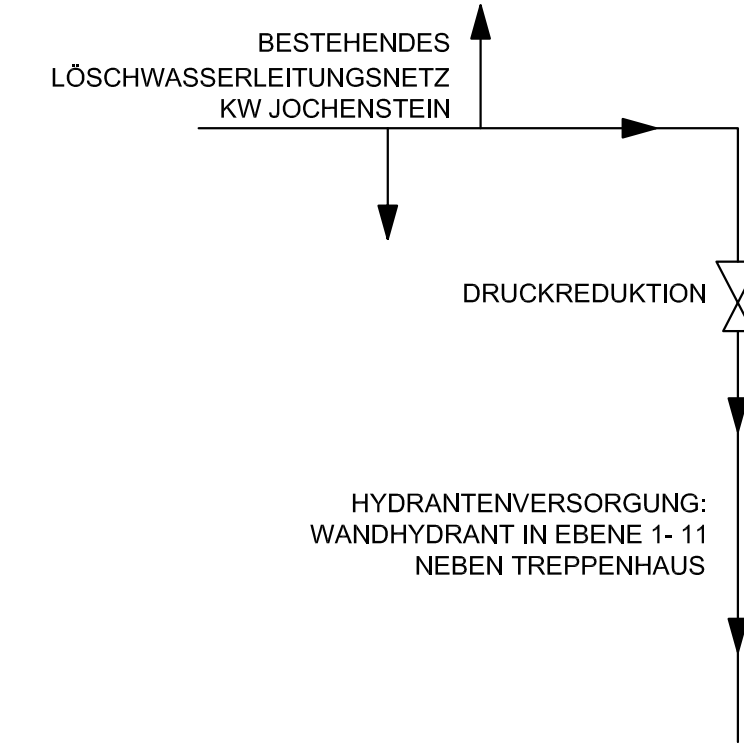 BESTEHENDES
LÖSCHWASSERLEITUNGSNETZ
KW JOCHENSTEIN
DRUCKREDUKTION
HYDRANTENVERSORGUNG:
WANDHYDRANT IN EBENE 1- 11
NEBEN TREPPENHAUS